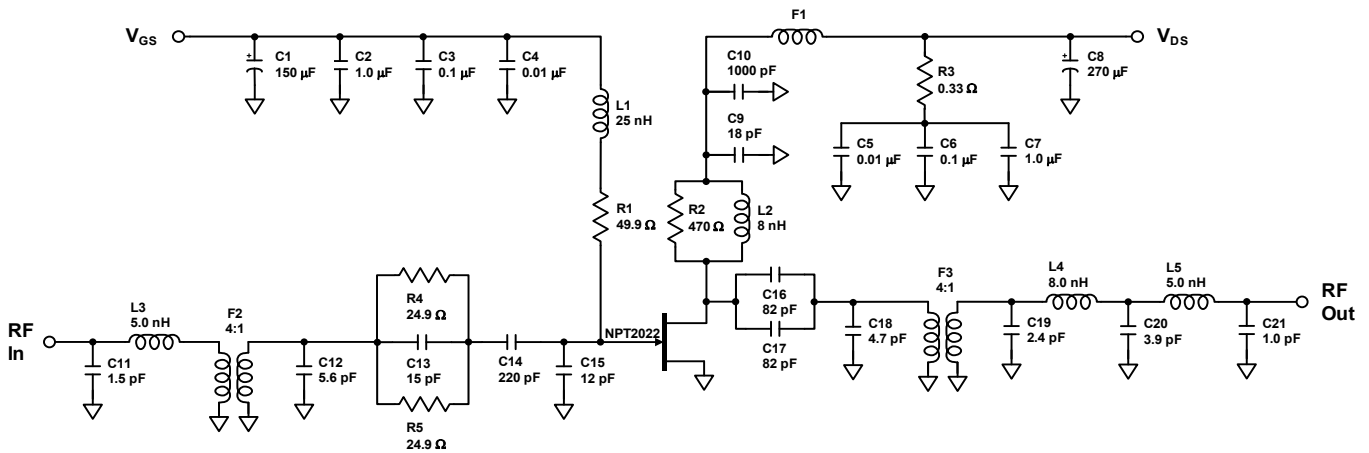 V_GS
C1
150 µF
C2
1.0 µF
C3
0.1 µF
C4
0.01 µF
L1
25 nH
R1
49.9 Ω
F1
V_DS
C10
1000 pF
C9
18 pF
R3
0.33 Ω
C8
270 µF
C5
0.01 µF
C6
0.1 µF
C7
1.0 µF
R2
470 Ω
L2
8 nH
RF
In
L3
5.0 nH
C11
1.5 pF
F2
4:1
C12
5.6 pF
R4
24.9 Ω
C13
15 pF
R5
24.9 Ω
C14
220 pF
C15
12 pF
NPT2022
C16
82 pF
C17
82 pF
C18
4.7 pF
F3
4:1
C19
2.4 pF
L4
8.0 nH
C20
3.9 pF
L5
5.0 nH
C21
1.0 pF
RF
Out